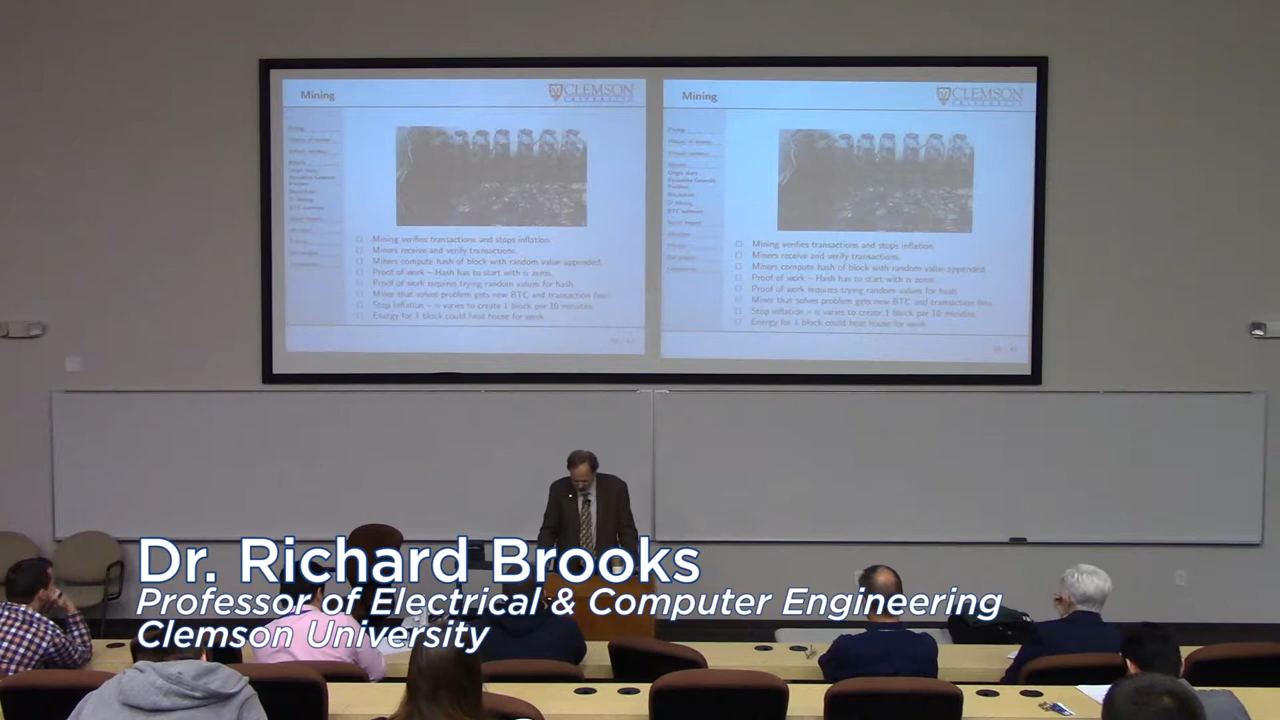 Mining
CLEMSON
Mining verifies transactions and stops inflation.
Miners receive and verify transactions.
Miners compute hash of block with random value appended.
Proof of work – Hash has to start with n zeros.
Proof of work requires trying random values for hash.
Miner that solves problem gets new BTC and transaction fees.
Stop inflation – n varies to create 1 block per 10 minutes.
Energy for 1 block could heat house for week.
Mining
CLEMSON
Origin story
Byzantine Generals
Problem
Blockchain
Mining verifies transactions and stops inflation.
Miners receive and verify transactions.
Miners compute hash of block with random value appended.
Proof of work – Hash has to start with n zeros.
Proof of work requires trying random values for hash.
Miner that solves problem gets new BTC and transaction fees.
Stop inflation – n varies to create 1 block per 10 minutes.
Energy for 1 block could heat house for week.
Dr. Richard Brooks
Professor of Electrical & Computer Engineering
Clemson University